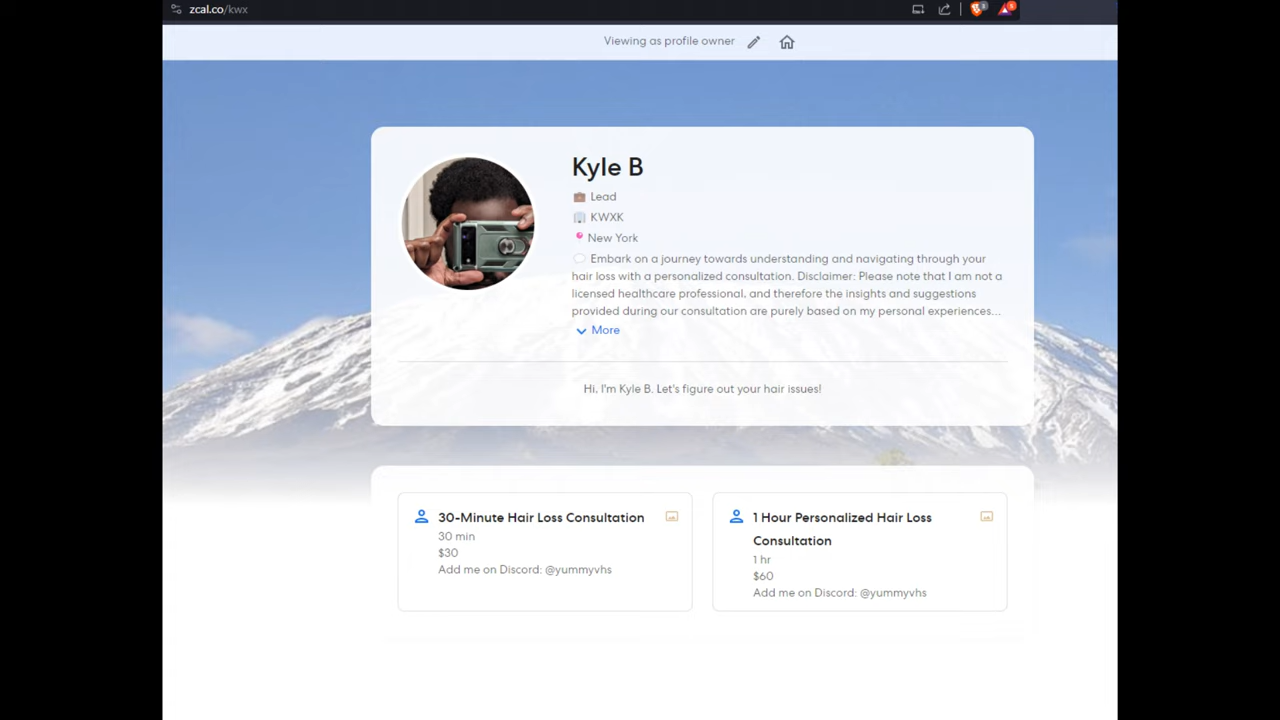 zcal.co/kwx
3
5
Viewing as profile owner
Kyle B
Lead
KWXK
New York
Embark on a journey towards understanding and navigating through your
hair loss with a personalized consultation. Disclaimer: Please note that I am not a
licensed healthcare professional, and therefore the insights and suggestions
provided during our consultation are purely based on my personal experiences...
More
Hi, I'm Kyle B. Let's figure out your hair issues!
30-Minute Hair Loss Consultation
30 min
$30
Add me on Discord: @yummyvhs
1 Hour Personalized Hair Loss
Consultation
1 hr
$60
Add me on Discord: @yummyvhs